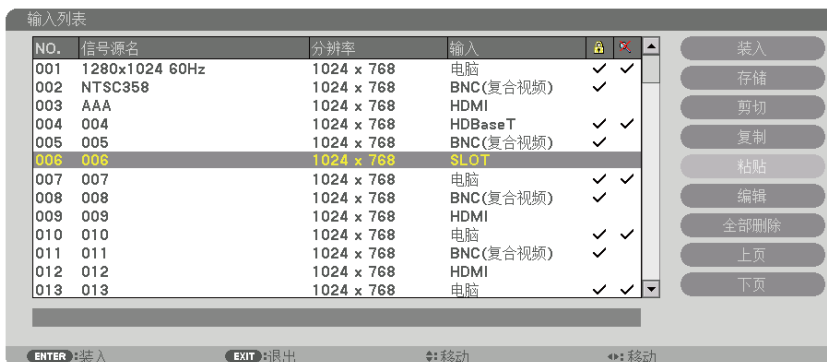 输入列表
NO. 信号源名 分辨率 输入
001 1280x1024 60Hz 1024 x 768 电脑
002 NTSC358 1024 x 768 BNC(复合视频)
003 AAA 1024 x 768 HDMI
004 004 1024 x 768 HDBaseT
005 005 1024 x 768 BNC(复合视频)
006 006 1024 x 768 SLOT
007 007 1024 x 768 电脑
008 008 1024 x 768 BNC(复合视频)
009 009 1024 x 768 HDMI
010 010 1024 x 768 电脑
011 011 1024 x 768 BNC(复合视频)
012 012 1024 x 768 HDMI
013 013 1024 x 768 电脑
装入
存储
剪切
复制
粘贴
编辑
全部删除
上页
下页
ENTER:装入 EXIT:退出 :移动 :移动